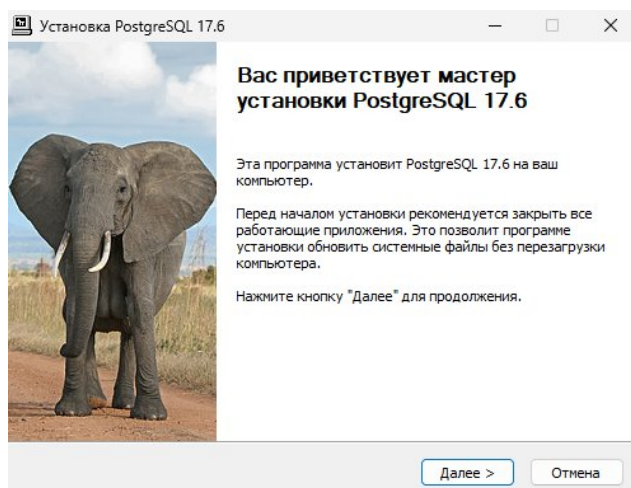 Установка PostgreSQL 17.6
Вас приветствует мастер
установки PostgreSQL 17.6
Эта программа установит PostgreSQL 17.6 на ваш
компьютер.
Перед началом установки рекомендуется закрыть все
работающие приложения. Это позволит программе
установки обновить системные файлы без перезагрузки
компьютера.
Нажмите кнопку "Далее" для продолжения.
Далее >
Отмена